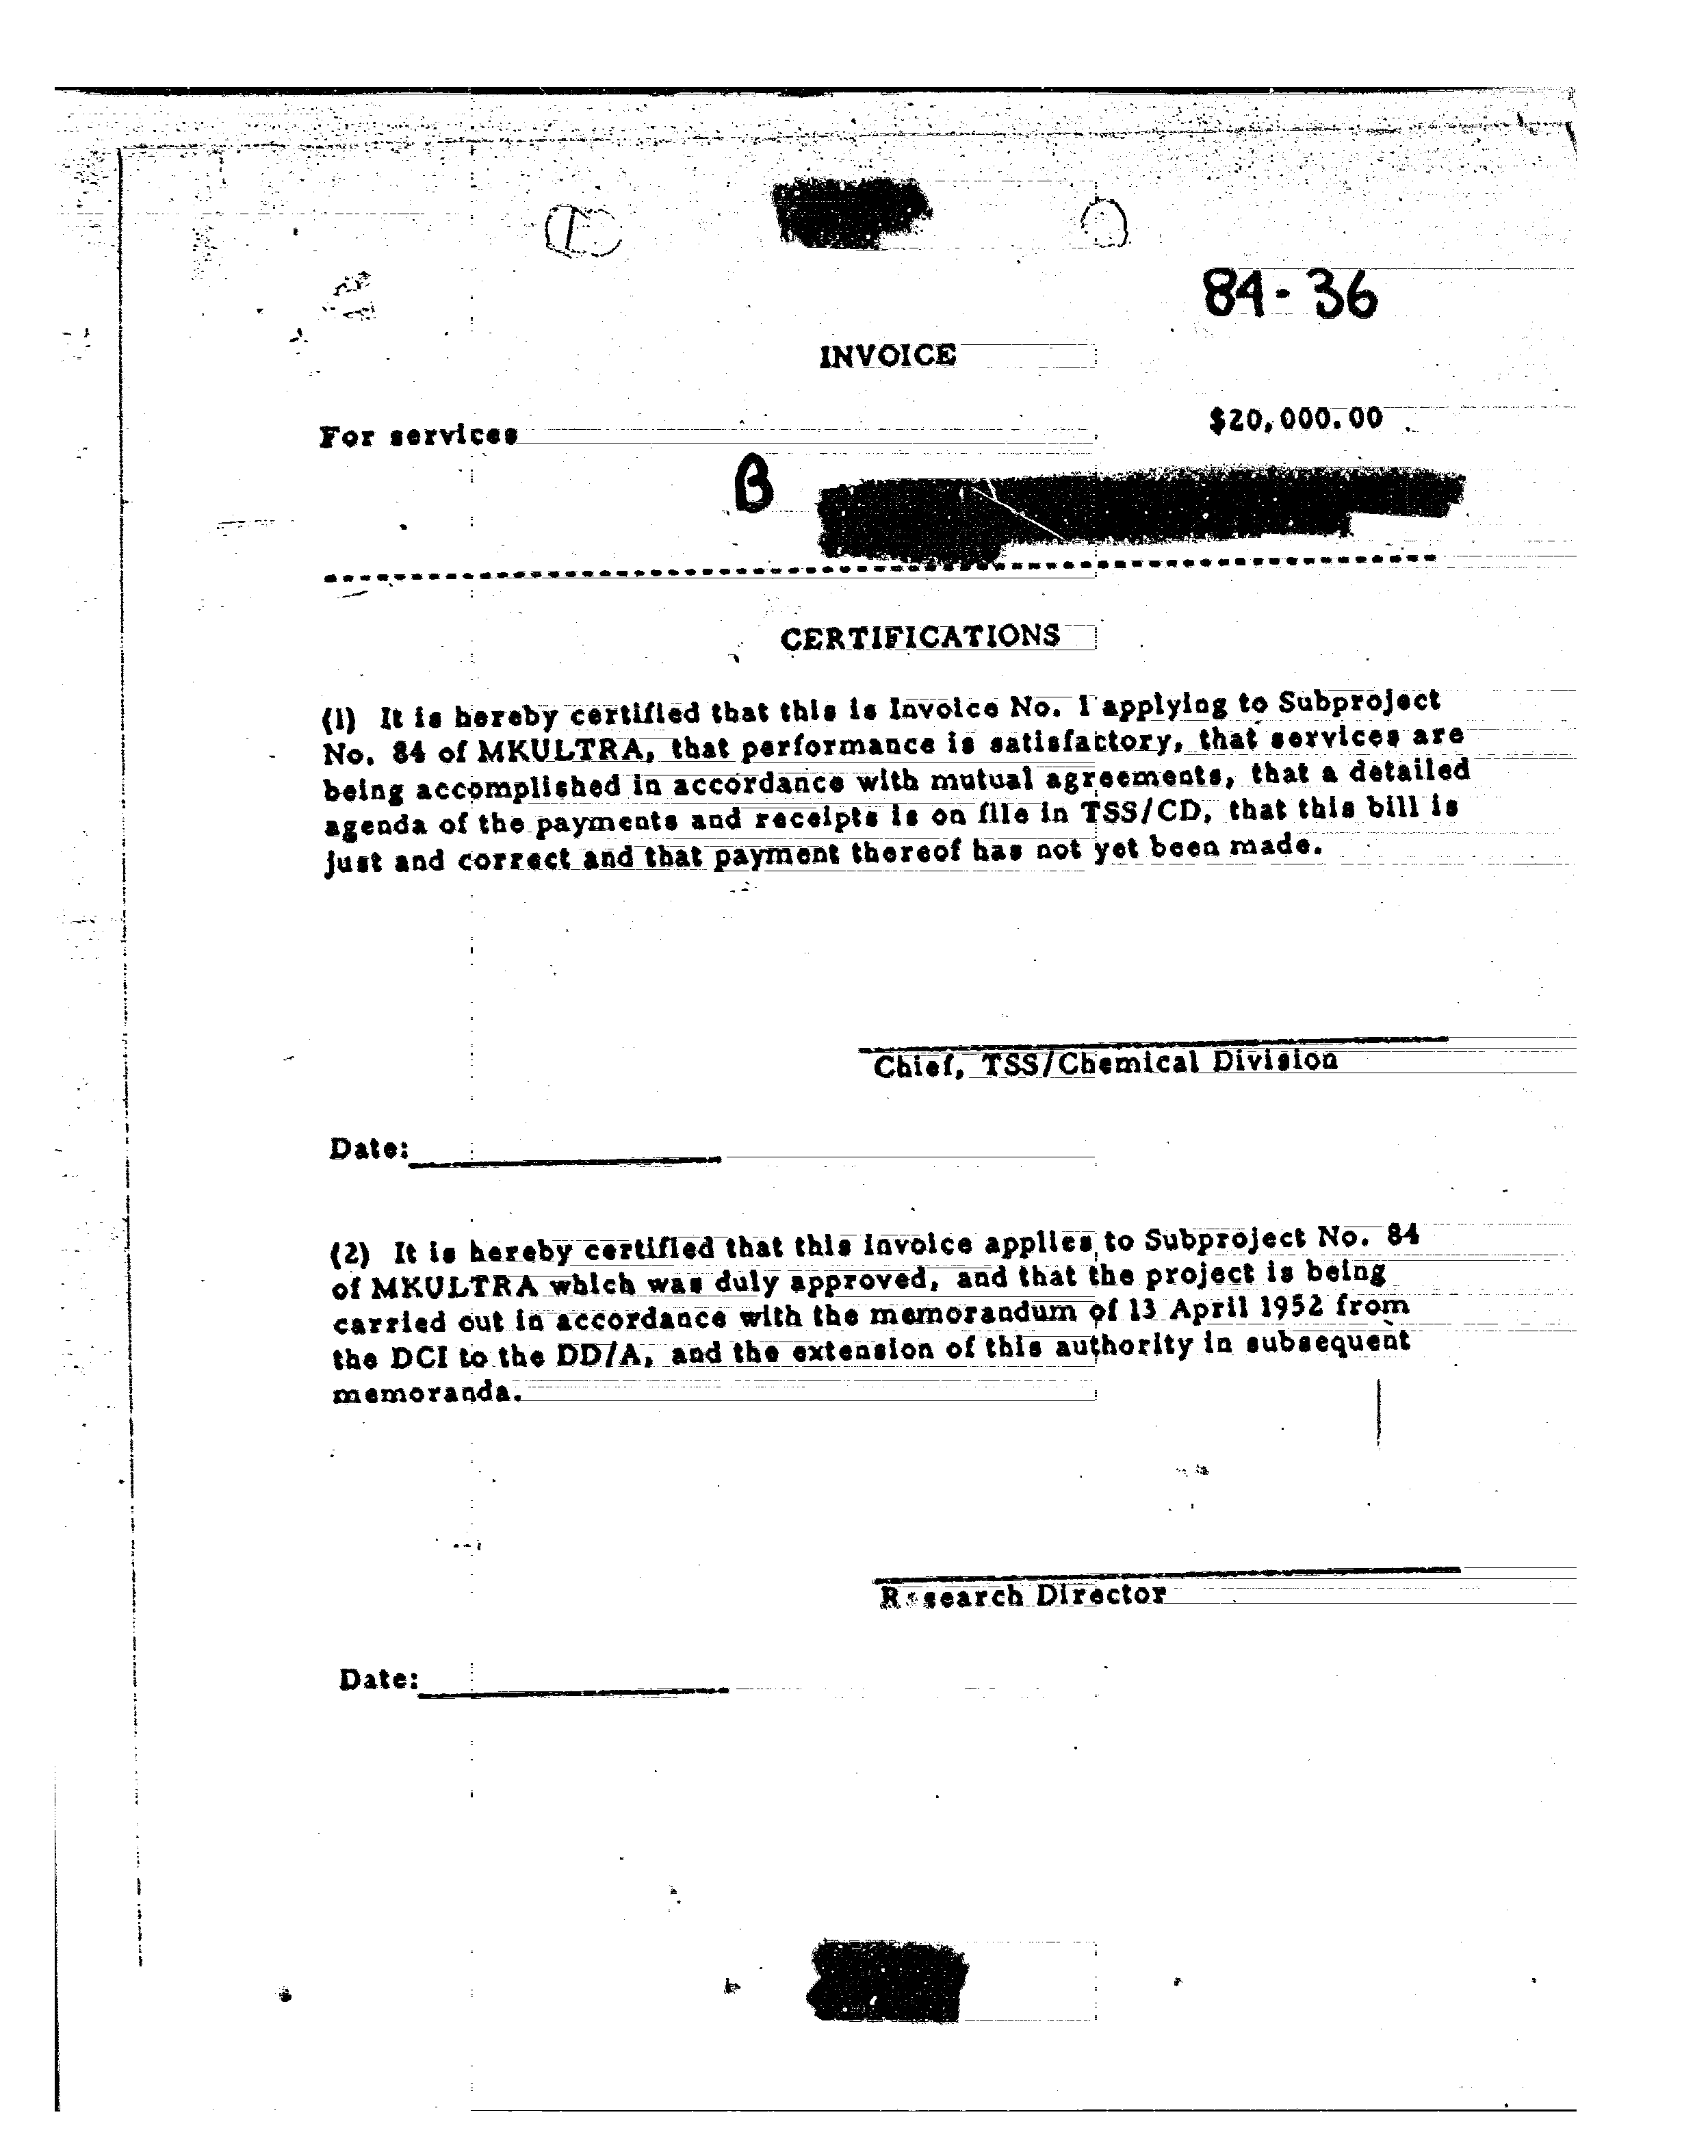 84-36
INVOICE
For services
$20,000.00
B
CERTIFICATIONS
(1) It is hereby certified that this is Invoice No. 1 applying to Subproject
No. 84 of MKULTRA, that performance is satisfactory, that services are
being accomplished in accordance with mutual agreements, that a detailed
agenda of the payments and receipts is on file in TSS/CD, that this bill is
just and correct and that payment thereof has not yet been made.
Chief, TSS/Chemical Division
Date:
(2) It is hereby certified that this invoice applies to Subproject No. 84
of MKULTRA which was duly approved, and that the project is being
carried out in accordance with the memorandum of 13 April 1952 from
the DCI to the DD/A, and the extension of this authority in subsequent
memoranda.
Research Director
Date: